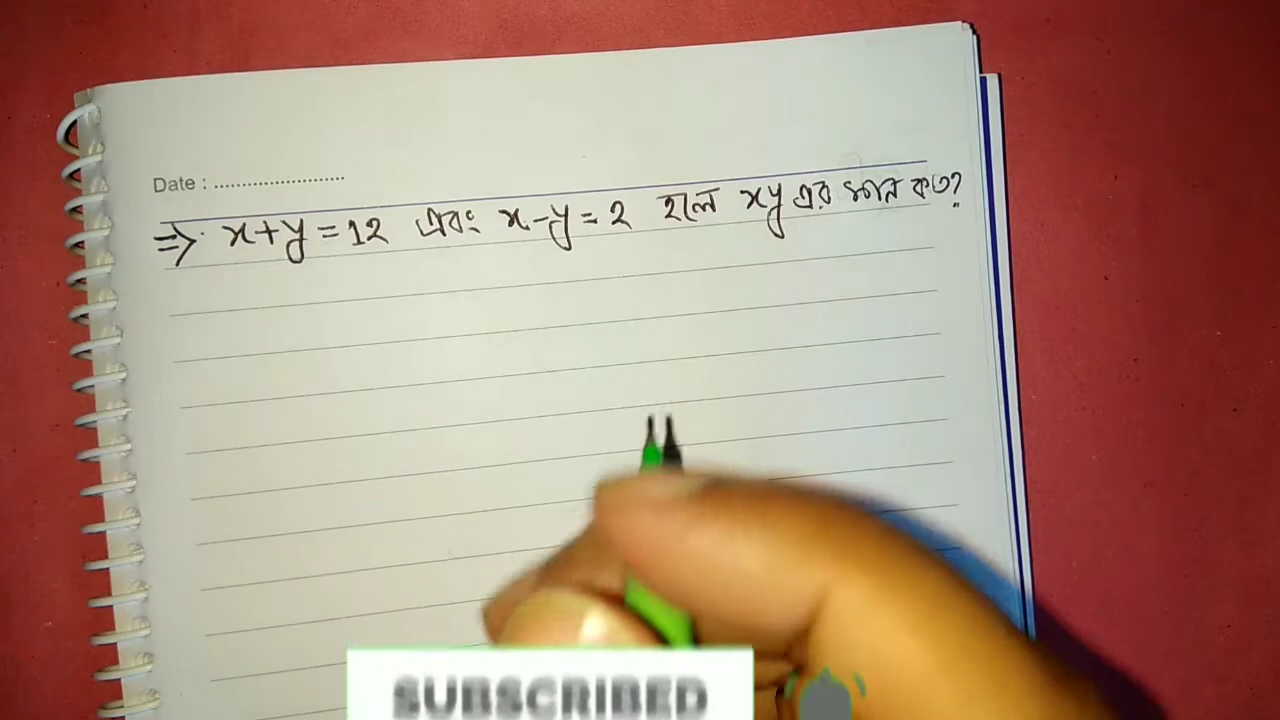 Date : ........................
⇒ x+y=12 এবং x-y=2 হলে xy এর মান কত?
SUBSCRIBED